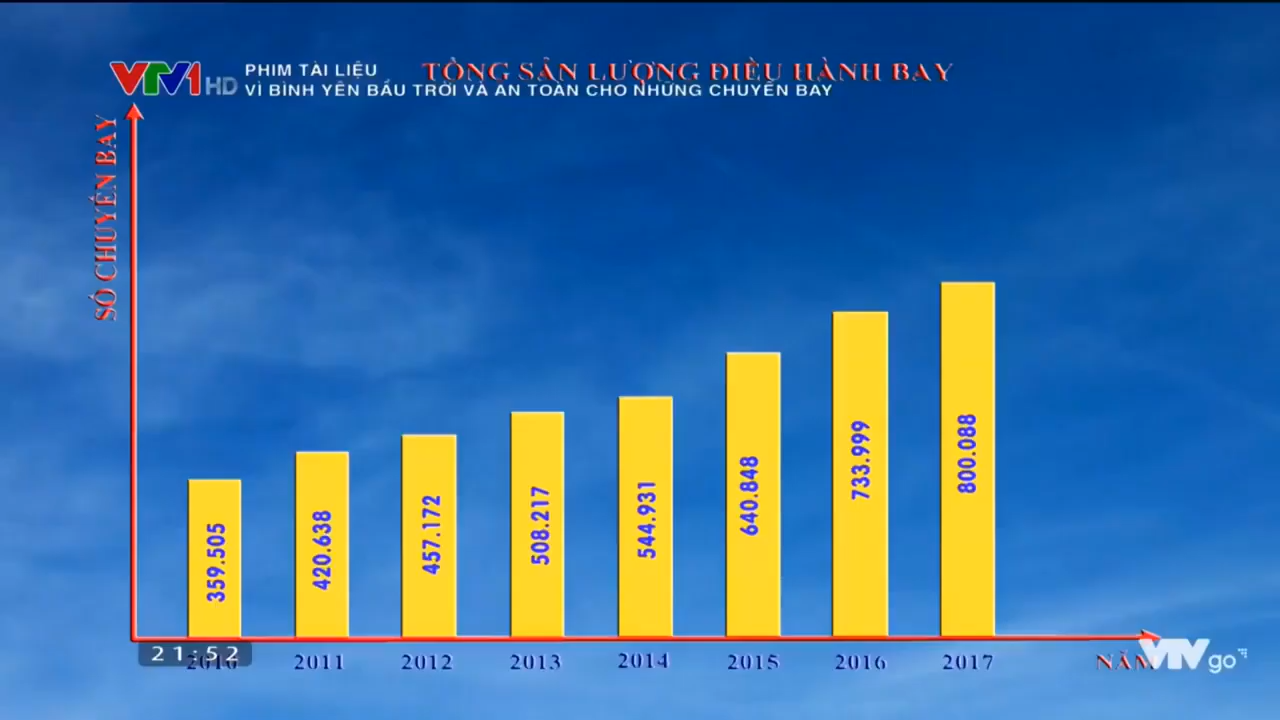 VTV1 HD
PHIM TÀI LIỆU
VÌ BÌNH YÊN BẦU TRỜI VÀ AN TOÀN CHO NHỮNG CHUYẾN BAY
TỔNG SẢN LƯỢNG ĐIỀU HÀNH BAY
SỐ CHUYẾN BAY
359.505
420.638
457.172
508.217
544.931
640.848
733.999
800.088
21:52
2010 2011 2012 2013 2014 2015 2016 2017
NĂM
VTV go